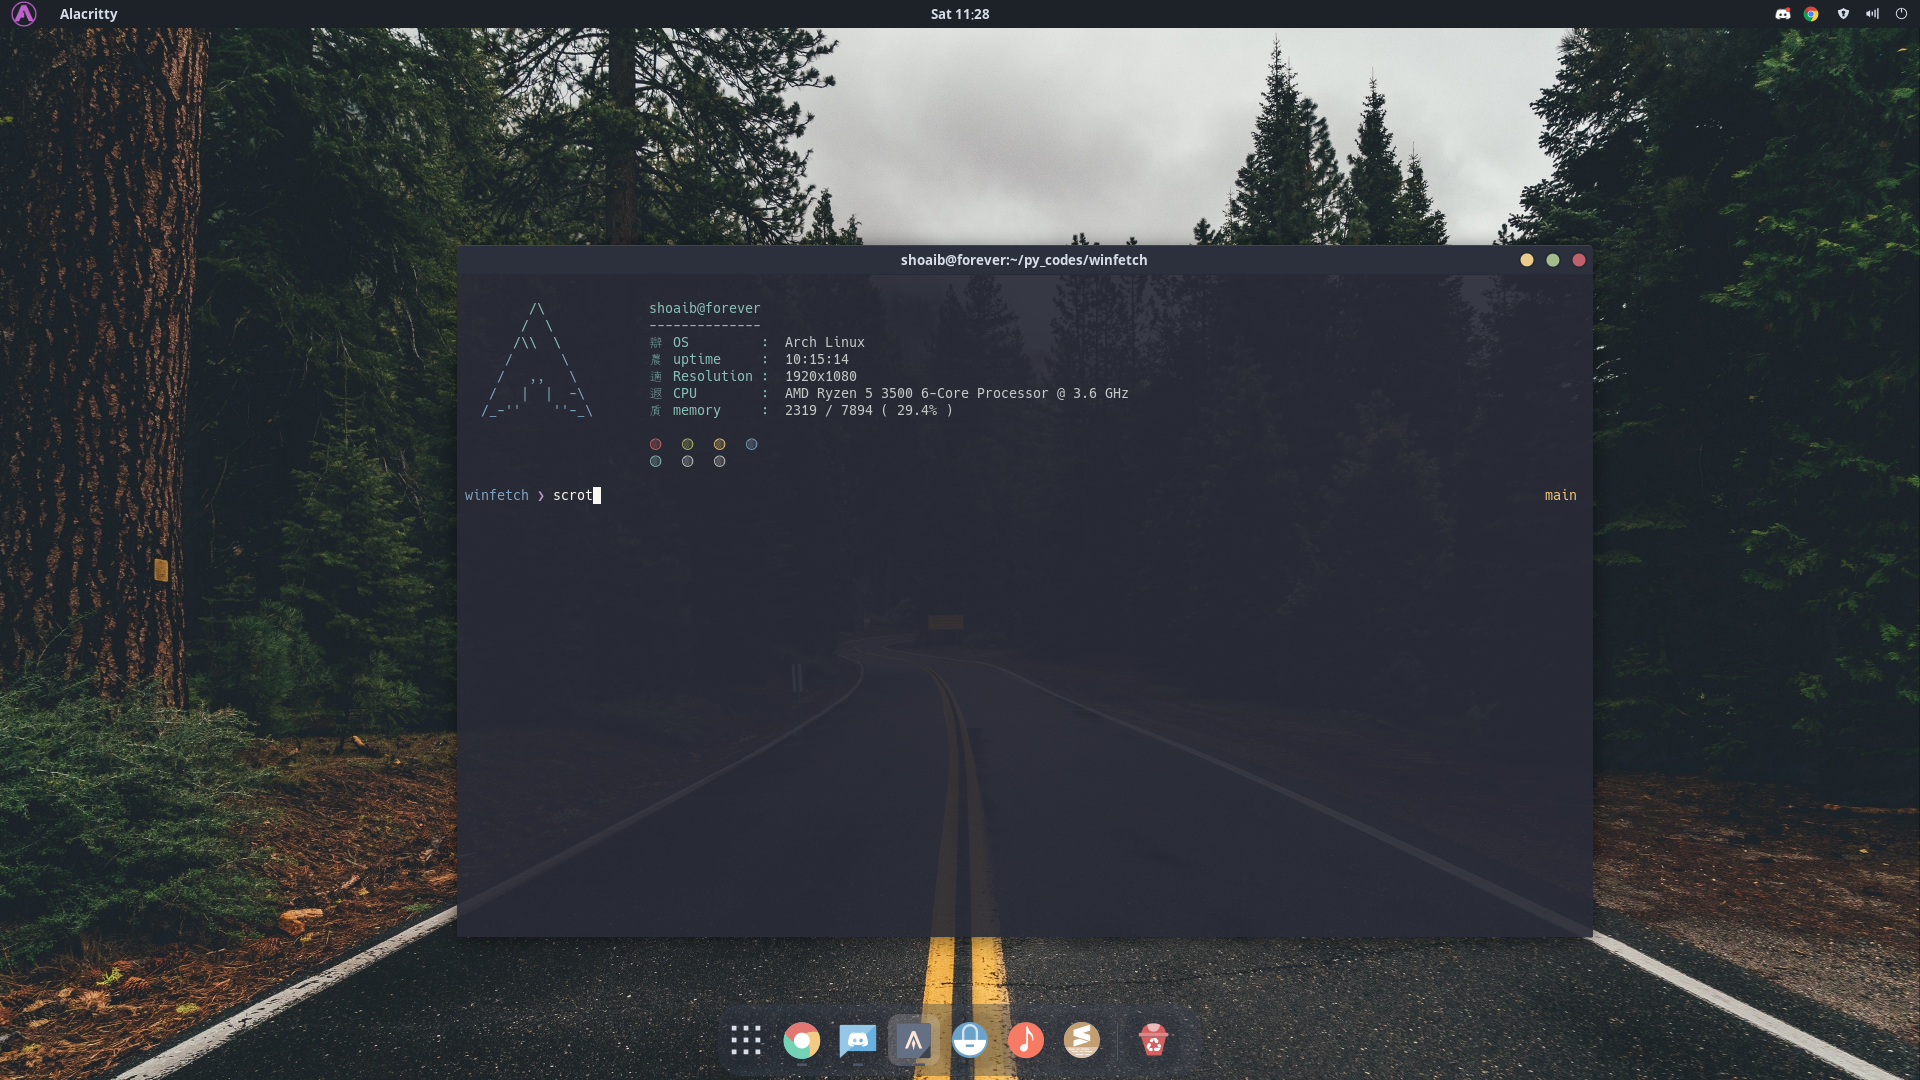 Alacritty
Sat 11:28
shoaib@forever:~/py_codes/winfetch
shoaib@forever
--------------
OS : Arch Linux
uptime : 10:15:14
Resolution : 1920x1080
CPU : AMD Ryzen 5 3500 6-Core Processor @ 3.6 GHz
memory : 2319 / 7894 ( 29.4% )
winfetch ❯ scrot
main